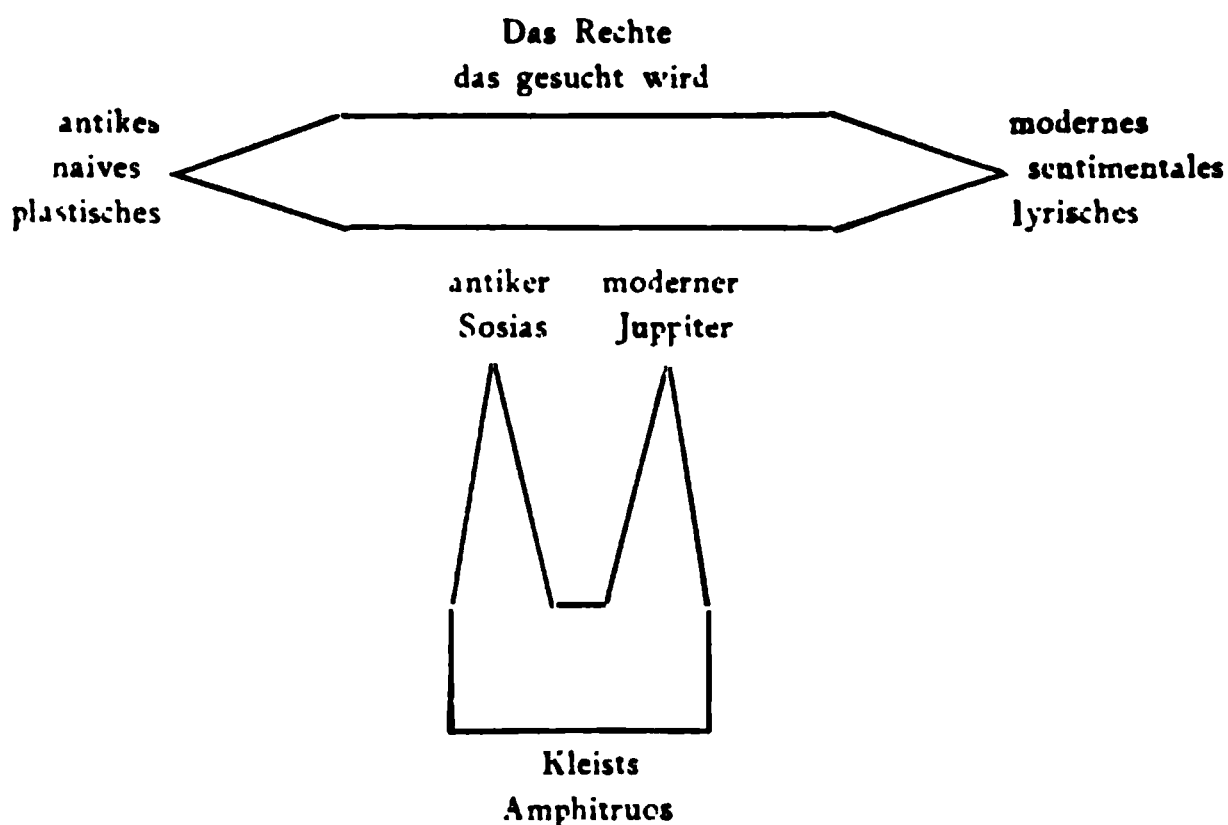 Das Rechte
das gesucht wird
antikes
naives
plastisches
modernes
sentimentales
lyrisches
antiker
Sosias
moderner
Juppiter
Kleists
Amphitruos